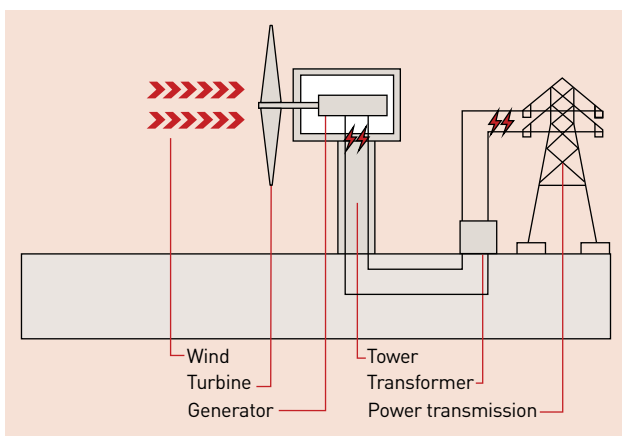 Wind
Turbine
Generator
Tower
Transformer
Power transmission